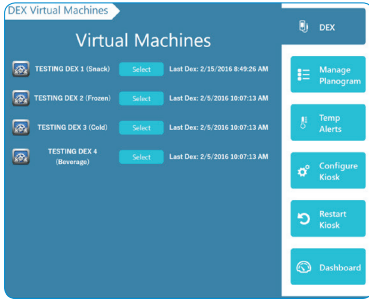 DEX Virtual Machines
Virtual Machines
TESTING DEX 1 (Snack) Select Last Dex: 2/15/2016 8:49:26 AM
TESTING DEX 2 (Frozen) Select Last Dex: 2/5/2016 10:07:13 AM
TESTING DEX 3 (Cold) Select Last Dex: 2/5/2016 10:07:13 AM
TESTING DEX 4
(Beverage) Select Last Dex: 2/5/2016 10:07:13 AM
DEX
Manage
Planogram
Temp
Alerts
Configure
Kiosk
Restart
Kiosk
Dashboard